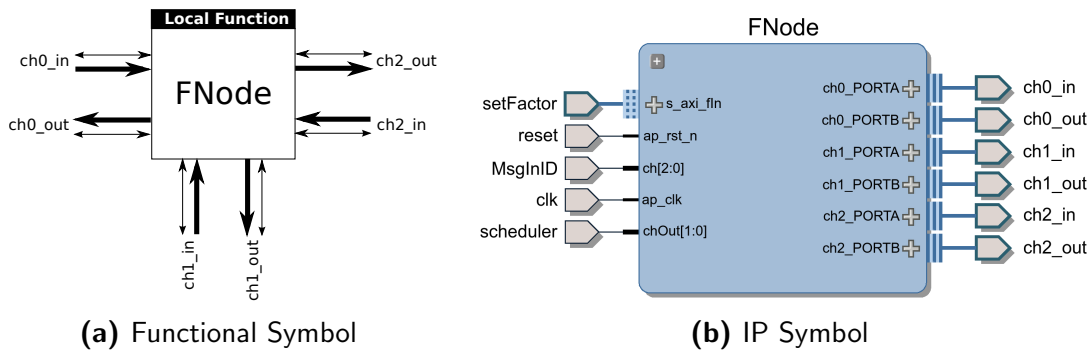 Local Function
ch0_in
ch2_out
FNode
ch0_out
ch2_in
ch1_in
ch1_out
(a) Functional Symbol
FNode
setFactor
s_axi_fIn
reset
ap_rst_n
MsgInID
ch[2:0]
clk
ap_clk
scheduler
chOut[1:0]
ch0_PORTA
ch0_in
ch0_PORTB
ch0_out
ch1_PORTA
ch1_in
ch1_PORTB
ch1_out
ch2_PORTA
ch2_in
ch2_PORTB
ch2_out
(b) IP Symbol